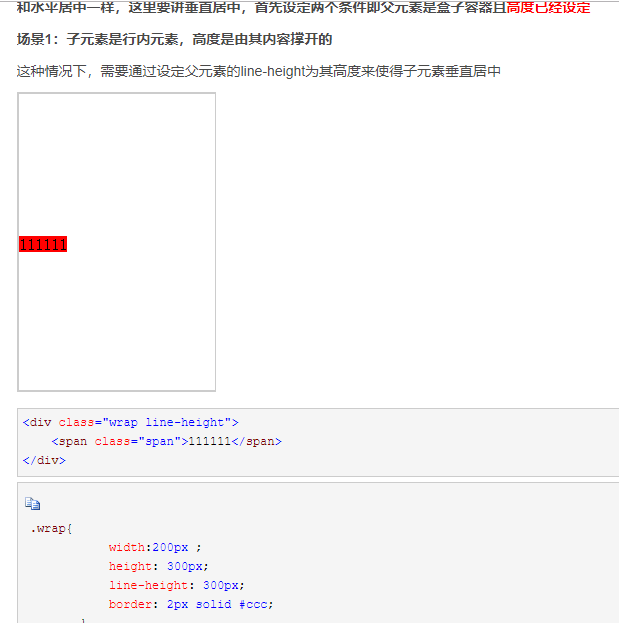 和水平居中一样，这里要讲垂直居中，首先设定两个条件即父元素是盒子容器且高度已经设定
场景1：子元素是行内元素，高度是由其内容撑开的
这种情况下，需要通过设定父元素的line-height为其高度来使得子元素垂直居中
111111
<div class="wrap line-height">
    <span class="span">111111</span>
</div>
.wrap{
width:200px ;
height: 300px;
line-height: 300px;
border: 2px solid #ccc;
}